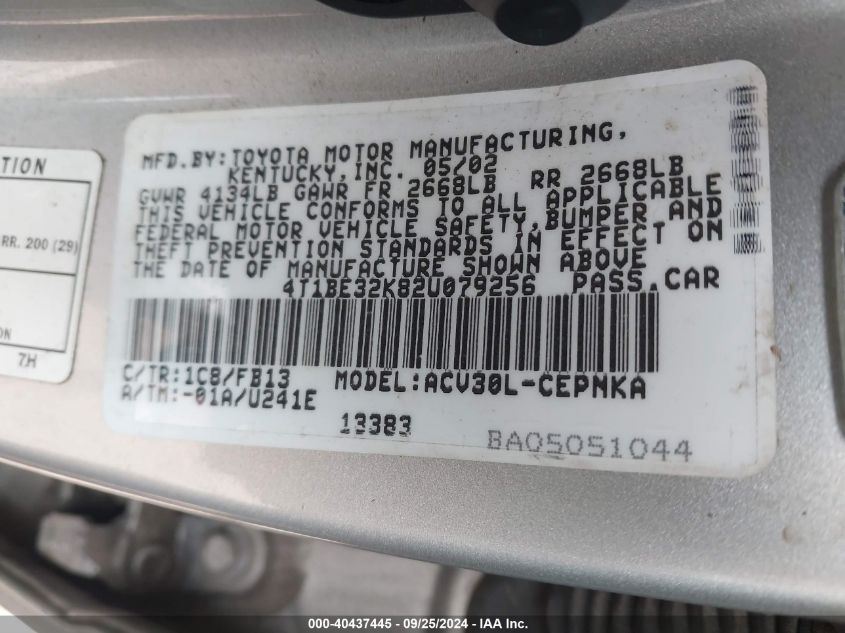 MFD.BY:TOYOTA MOTOR MANUFACTURING,
KENTUCKY,INC. 05/02
GVWR 4134LB GAWR FR 2668LB RR 2668LB
THIS VEHICLE CONFORMS TO ALL APPLICABLE
FEDERAL MOTOR VEHICLE SAFETY,BUMPER AND
THEFT PREVENTION STANDARDS IN EFFECT ON
THE DATE OF MANUFACTURE SHOWN ABOVE
4T1BE32K82U079256 PASS.CAR
C/TR:1C8/FB13 MODEL:ACV30L-CEPNKA
A/TM:-01A/U241E
13383
BA05051044
RR. 200 (29)
7H
000-40437445 - 09/25/2024 - IAA Inc.